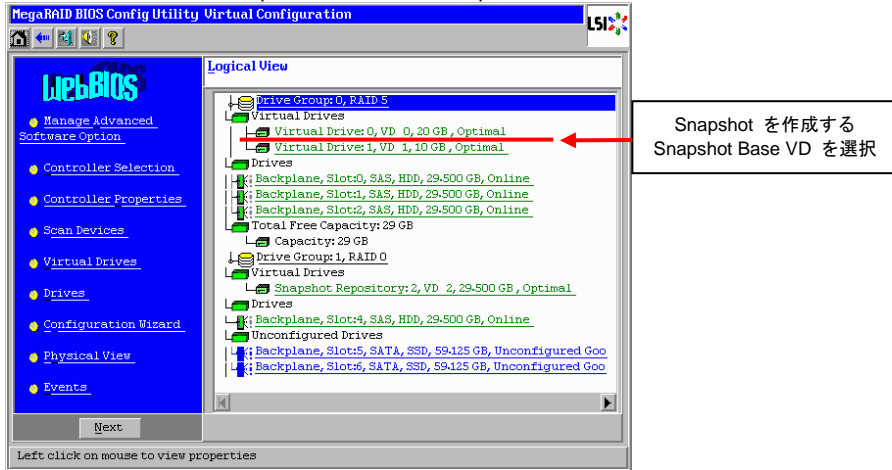 MegaRAID BIOS Config Utility Virtual Configuration
LSI
WebBIOS
Manage Advanced
Software Option
Controller Selection
Controller Properties
Scan Devices
Virtual Drives
Drives
Configuration Wizard
Physical View
Events
Next
Logical View
Drive Group: 0, RAID 5
Virtual Drives
Virtual Drive: 0, VD 0, 20 GB, Optimal
Virtual Drive: 1, VD 1, 10 GB, Optimal
Drives
Backplane, Slot:0, SAS, HDD, 29.500 GB, Online
Backplane, Slot:1, SAS, HDD, 29.500 GB, Online
Backplane, Slot:2, SAS, HDD, 29.500 GB, Online
Total Free Capacity: 29 GB
Capacity: 29 GB
Drive Group: 1, RAID 0
Virtual Drives
Snapshot Repository: 2, VD 2, 29.500 GB, Optimal
Drives
Backplane, Slot:4, SAS, HDD, 29.500 GB, Online
Unconfigured Drives
Backplane, Slot:5, SATA, SSD, 59.125 GB, Unconfigured Goo
Backplane, Slot:6, SATA, SSD, 59.125 GB, Unconfigured Goo
Left click on mouse to view properties
Snapshot を作成する
Snapshot Base VD を選択